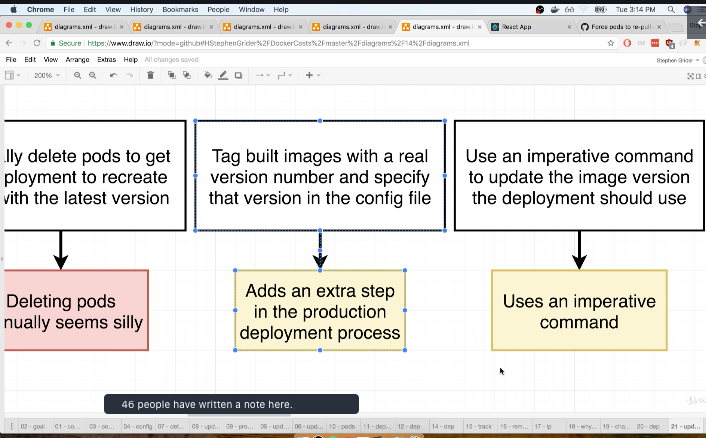 Chrome File Edit View History Bookmarks People Window Help
Tue 3:14 PM
diagrams.xml - draw.i
diagrams.xml - draw.i
diagrams.xml - draw.i
diagrams.xml - draw.i
diagrams.xml - draw.i
React App
Force pods to re-pull
Stephen
Secure https://www.draw.io/?mode=github#HStephenGrider%2FDockerCasts%2Fmaster%2Fdiagrams%2F14%2Fdiagrams.xml
File Edit View Arrange Extras Help All changes saved
Stephen Grider
200%
ally delete pods to get
ployment to recreate
with the latest version
Tag built images with a real
version number and specify
that version in the config file
Use an imperative command
to update the image version
the deployment should use
Deleting pods
nually seems silly
Adds an extra step
in the production
deployment process
Uses an imperative
command
46 people have written a note here.
02 - goal 01 - co... 03 - co... 04 - config 07 - det... 08 - upd... 09 - pro... 05 - upd... 06 - upd... 10 - pods 11 - dep... 12 - dep 14 - dep... 15 - track 16 - rem... 17 - ip 18 - why... 19 - cha... 20 - dep 21 - upd...